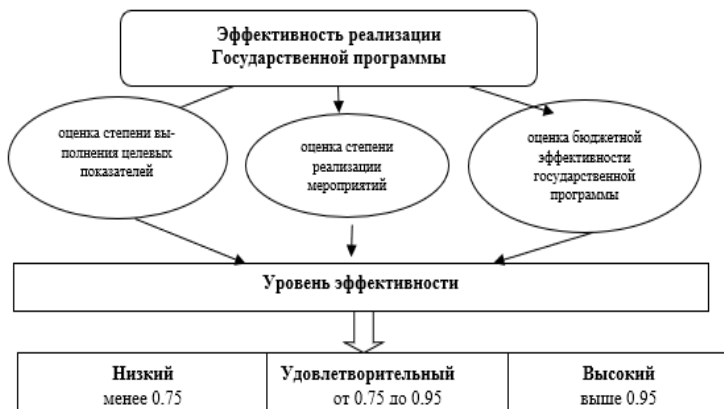 Эффективность реализации
Государственной программы
оценка степени вы-
полнения целевых
показателей
оценка степени
реализации
мероприятий
оценка бюджетной
эффективности
государственной
программы
Уровень эффективности
Низкий
менее 0.75
Удовлетворительный
от 0.75 до 0.95
Высокий
выше 0.95